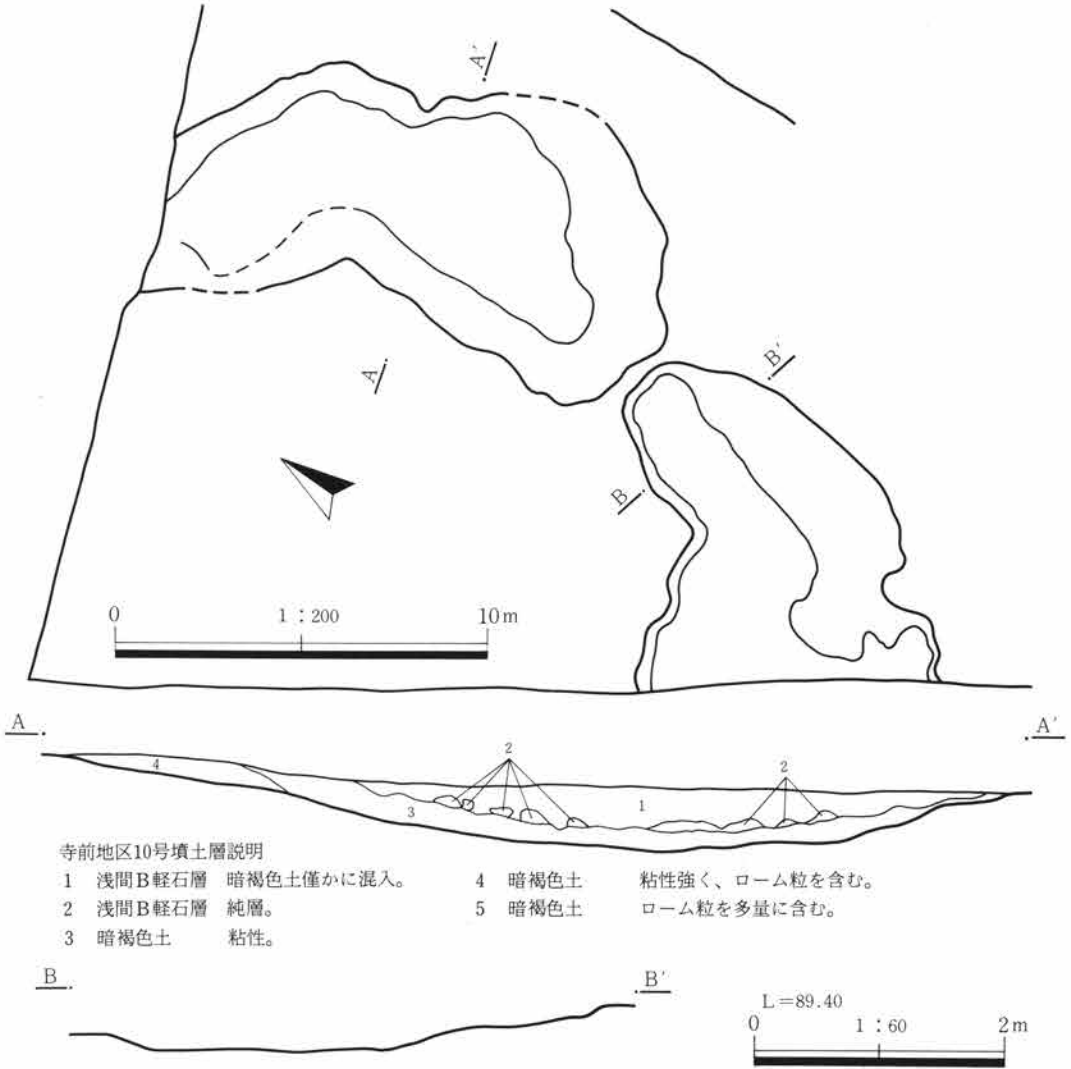 A'
A
B'
B
0 1：200 10m
A A'
2 2
4 1
3
寺前地区10号墳土層説明
1 浅間B軽石層 暗褐色土僅かに混入。
2 浅間B軽石層 純層。
3 暗褐色土 粘性。
4 暗褐色土 粘性強く、ローム粒を含む。
5 暗褐色土 ローム粒を多量に含む。
B B'
L=89.40
0 1：60 2m